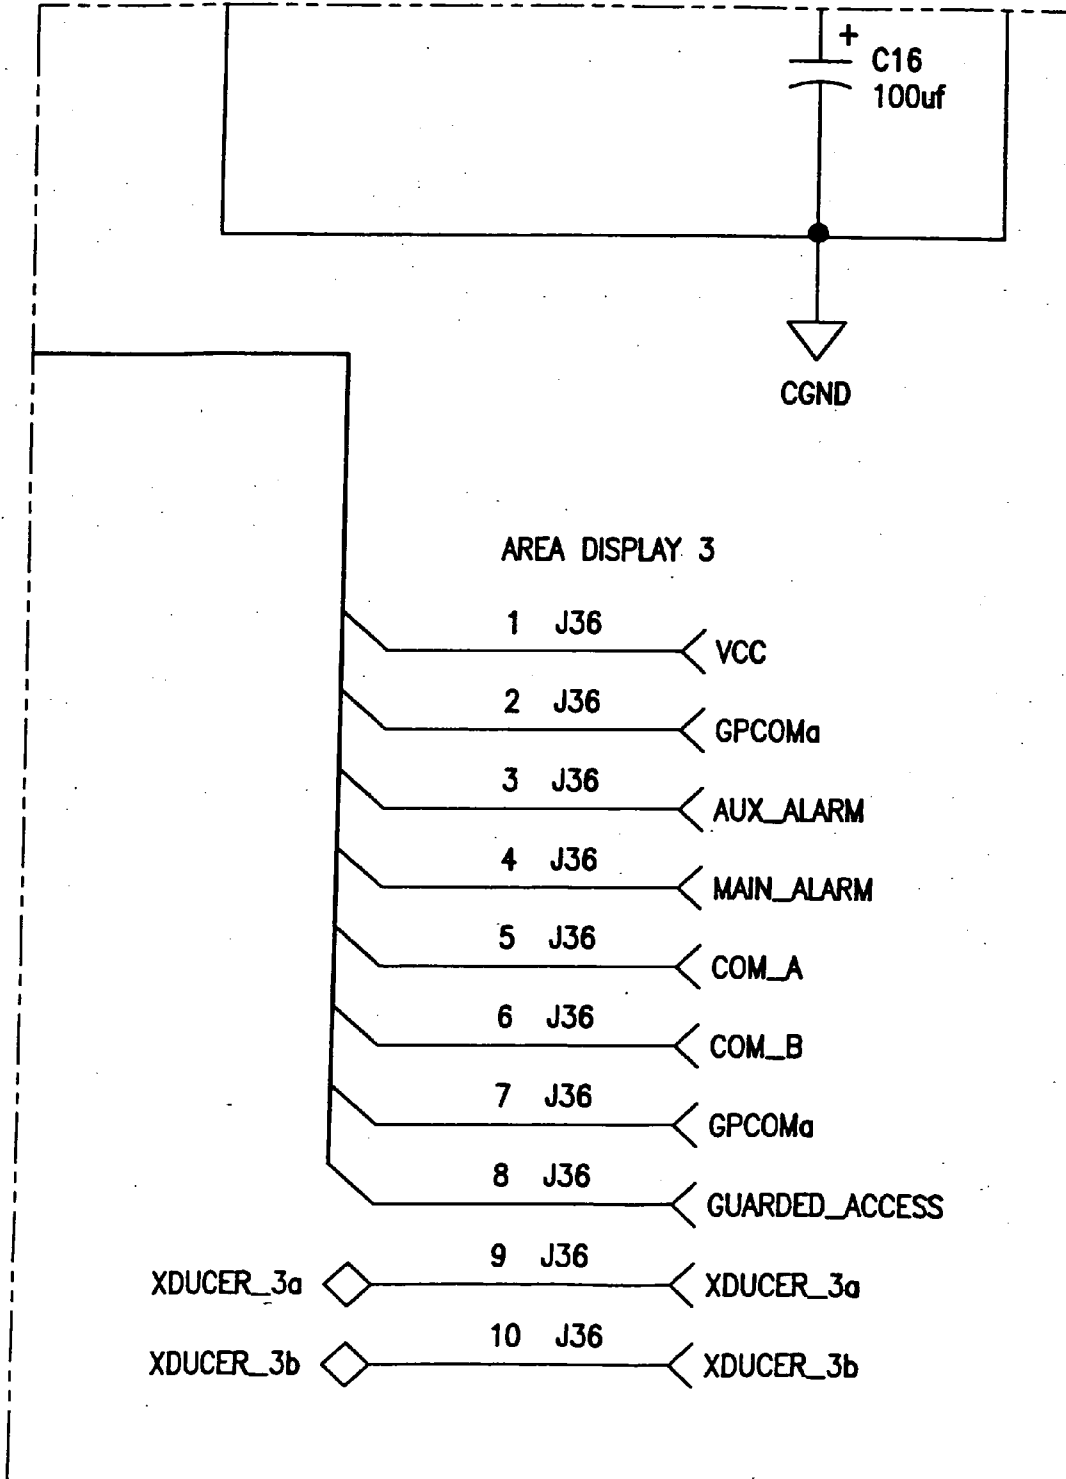 +
C16
100uf
CGND
AREA DISPLAY 3
1 J36
VCC
2 J36
GPCOMa
3 J36
AUX_ALARM
4 J36
MAIN_ALARM
5 J36
COM_A
6 J36
COM_B
7 J36
GPCOMa
8 J36
GUARDED_ACCESS
XDUCER_3a
9 J36
XDUCER_3a
XDUCER_3b
10 J36
XDUCER_3b